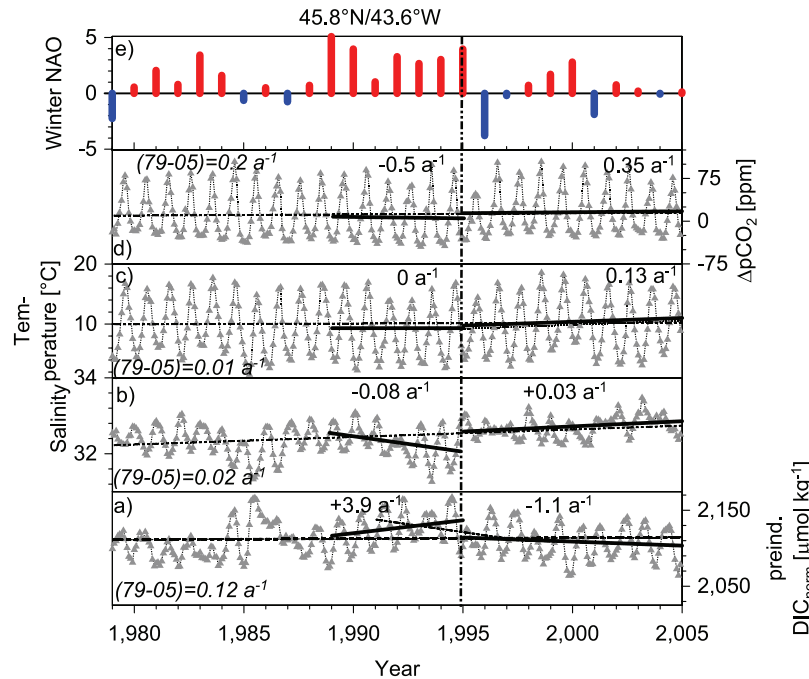 45.8°N/43.6°W
5
e)
0
Winter NAO
-5
(79-05)=0.2 a⁻¹
-0.5 a⁻¹
0.35 a⁻¹
75
0
-75
ΔpCO₂ [ppm]
d)
20
c)
0 a⁻¹
0.13 a⁻¹
10
Tem-
perature [°C]
(79-05)=0.01 a⁻¹
34
b)
-0.08 a⁻¹
+0.03 a⁻¹
Salinity
32
(79-05)=0.02 a⁻¹
a)
+3.9 a⁻¹
-1.1 a⁻¹
2,150
2,050
preind.
DICnorm [µmol kg⁻¹]
(79-05)=0.12 a⁻¹
1,980 1,985 1,990 1,995 2,000 2,005
Year